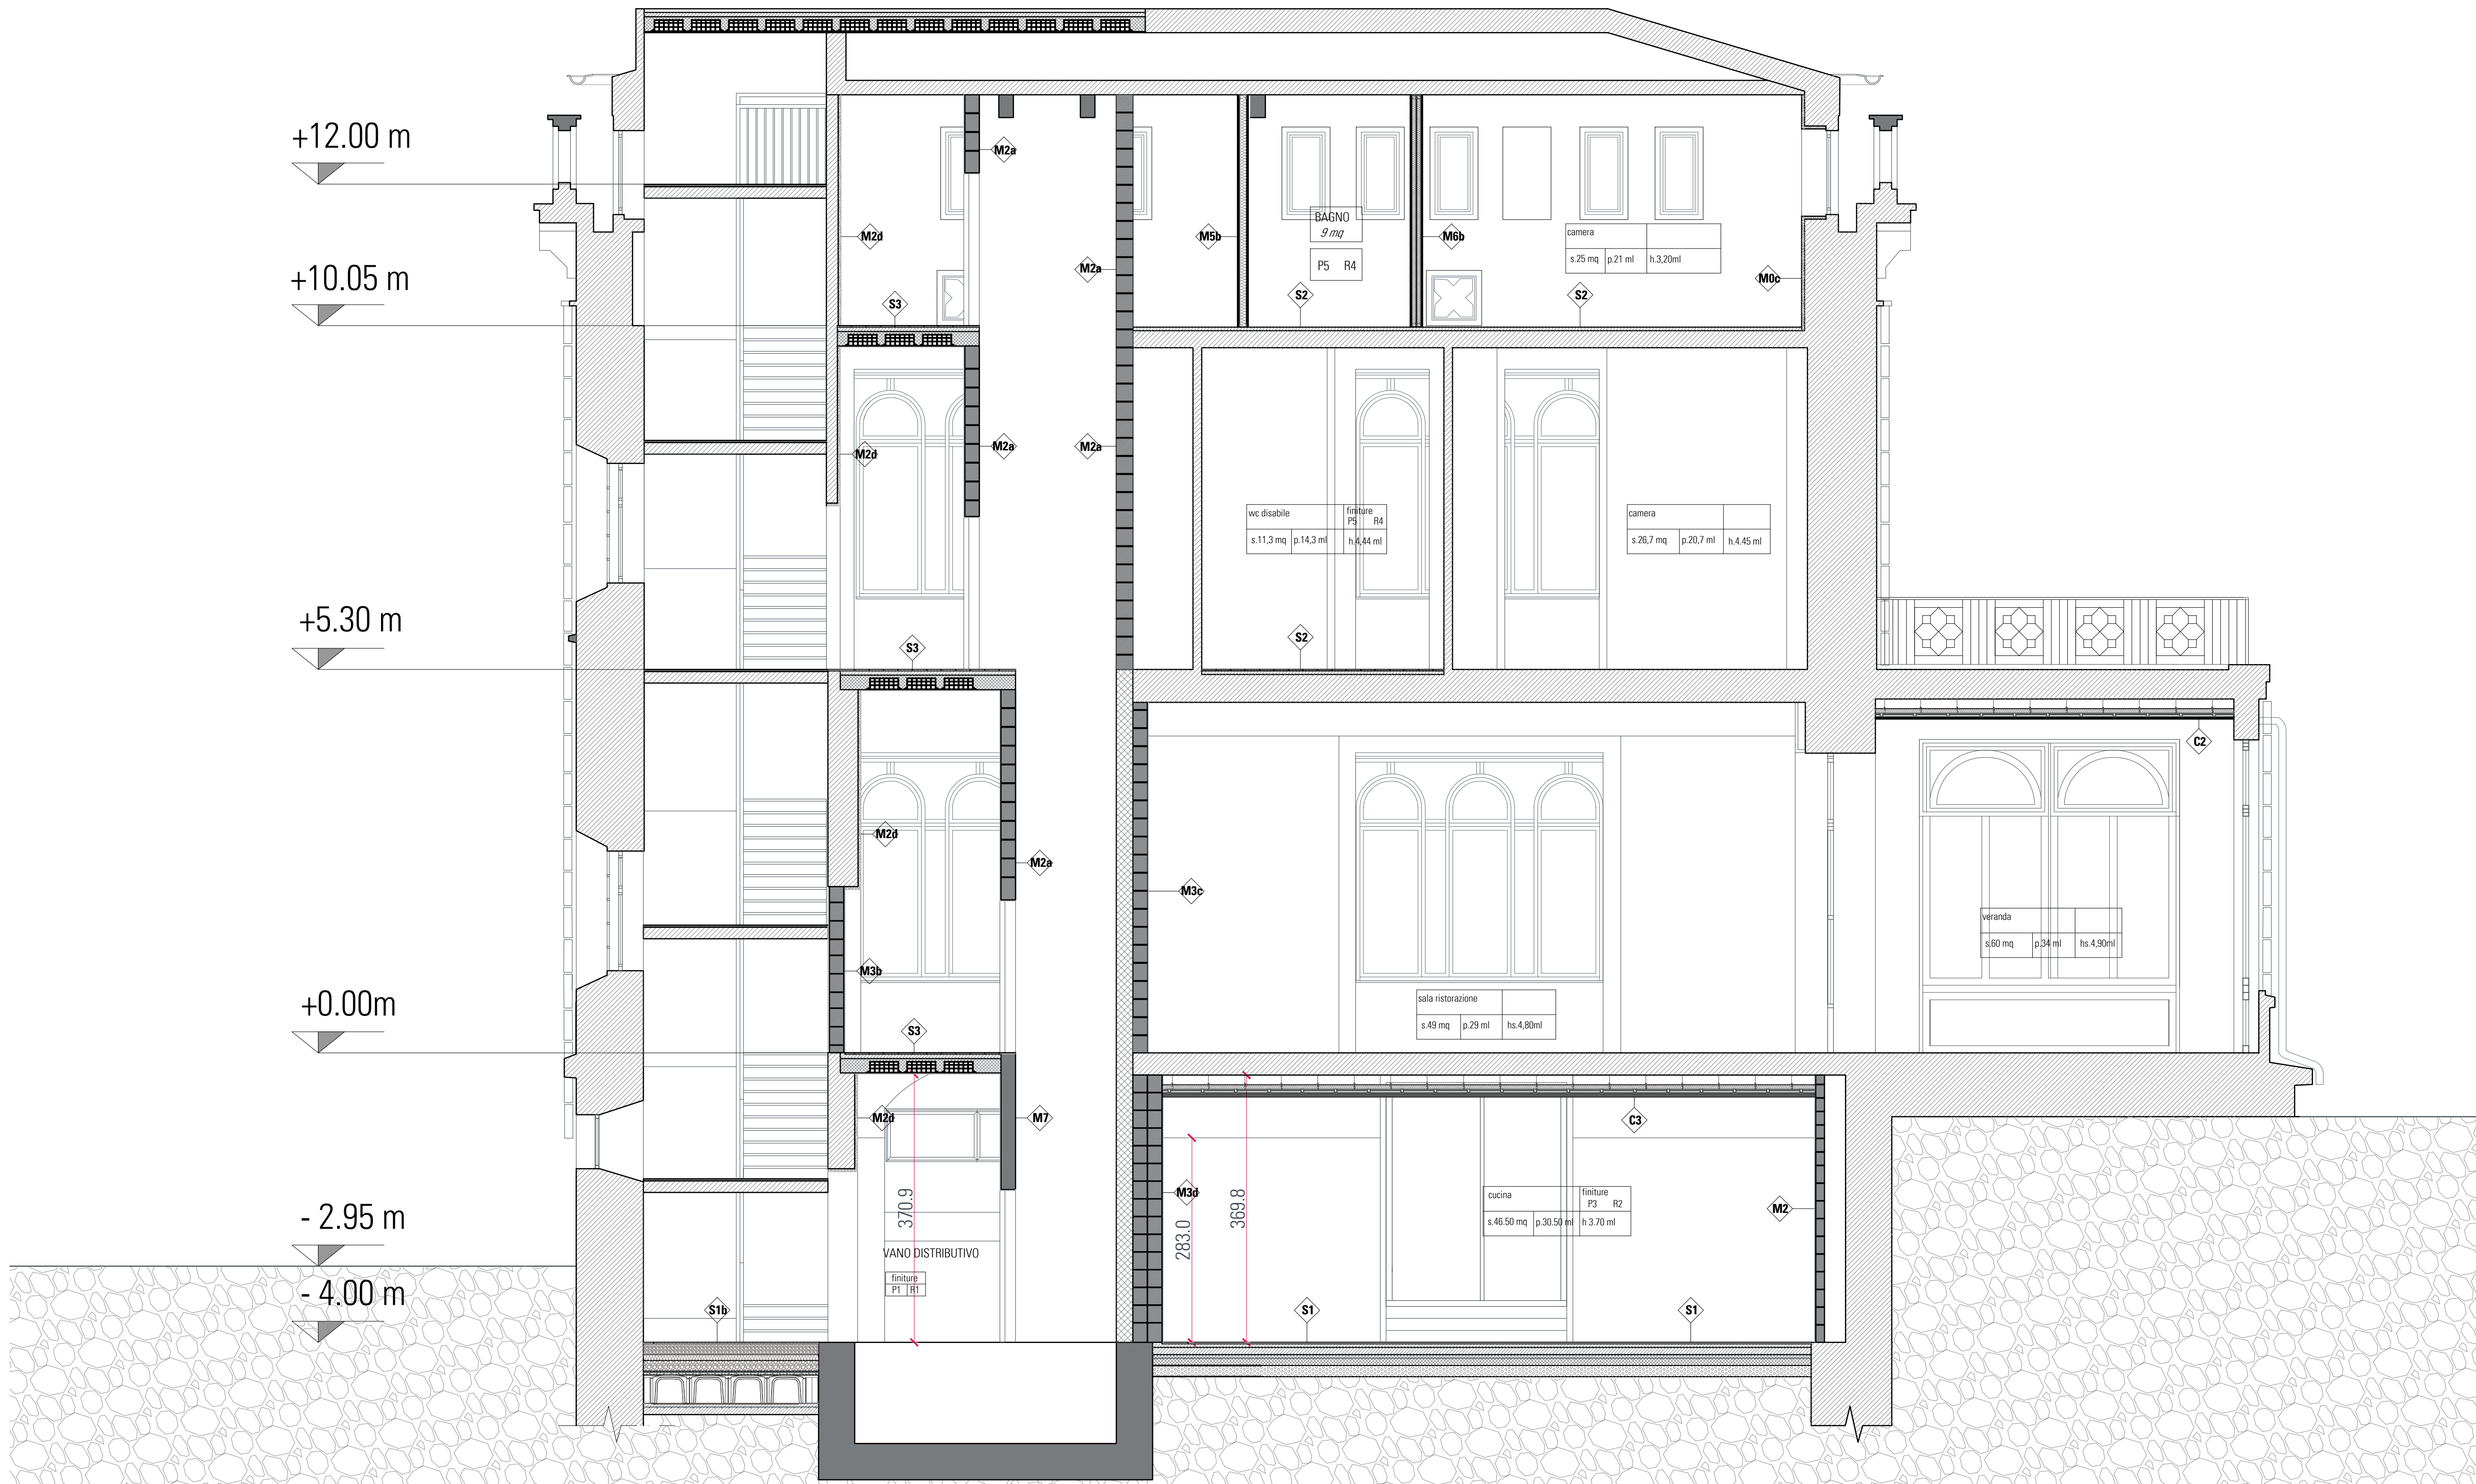 +12.00 m
M2a
BAGNO
9 mq
M2d
M5b
M6b
camera
s.25 mq p.21 ml h.3,20ml
P5 R4
+10.05 m
M2a
M0c
S3
S2
S2
M2d
M2a
M2a
wc disabile finiture
P5 R4
s.11,3 mq p.14,3 ml h.4,44 ml
camera
s.26,7 mq p.20,7 ml h.4.45 ml
+5.30 m
S3
S2
C2
M2d
M2a
M3c
veranda
s.60 mq p.34 ml hs.4,90ml
M3b
+0.00m
sala ristorazione
s.49 mq p.29 ml hs.4,80ml
S3
M2d
M7
C3
370.9
283.0
369.8
M3d
cucina finiture
P3 R2
s.46.50 mq p.30.50 ml h 3.70 ml
M2
- 2.95 m
VANO DISTRIBUTIVO
finiture
P1 R1
- 4.00 m
S1b
S1
S1